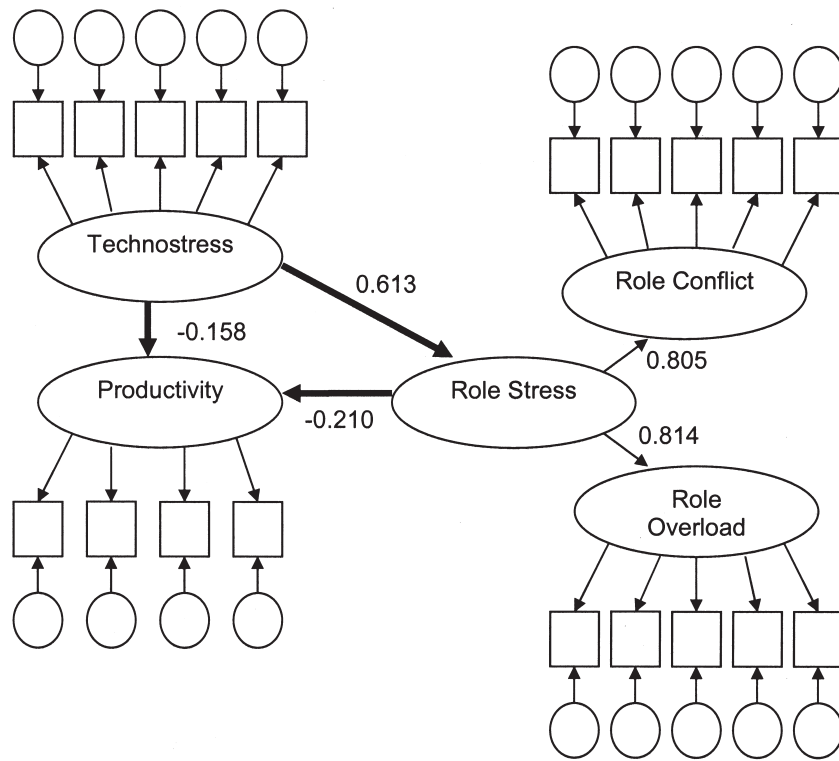 Technostress
0.613
Role Conflict
-0.158
0.805
Productivity
Role Stress
-0.210
0.814
Role
Overload